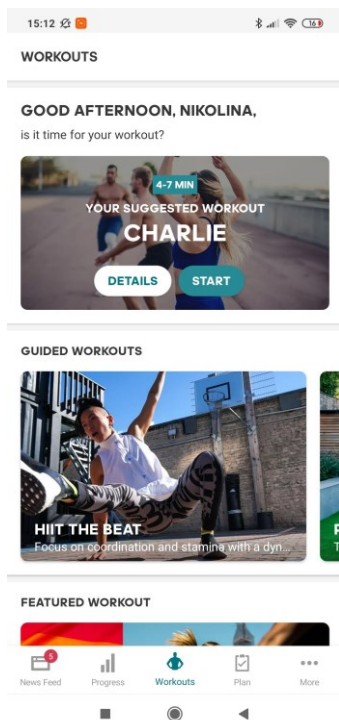 15:12
16
WORKOUTS
GOOD AFTERNOON, NIKOLINA,
is it time for your workout?
4-7 MIN
YOUR SUGGESTED WORKOUT
CHARLIE
DETAILS START
GUIDED WORKOUTS
HIIT THE BEAT
Focus on coordination and stamina with a dyn...
FEATURED WORKOUT
5
News Feed Progress Workouts Plan More